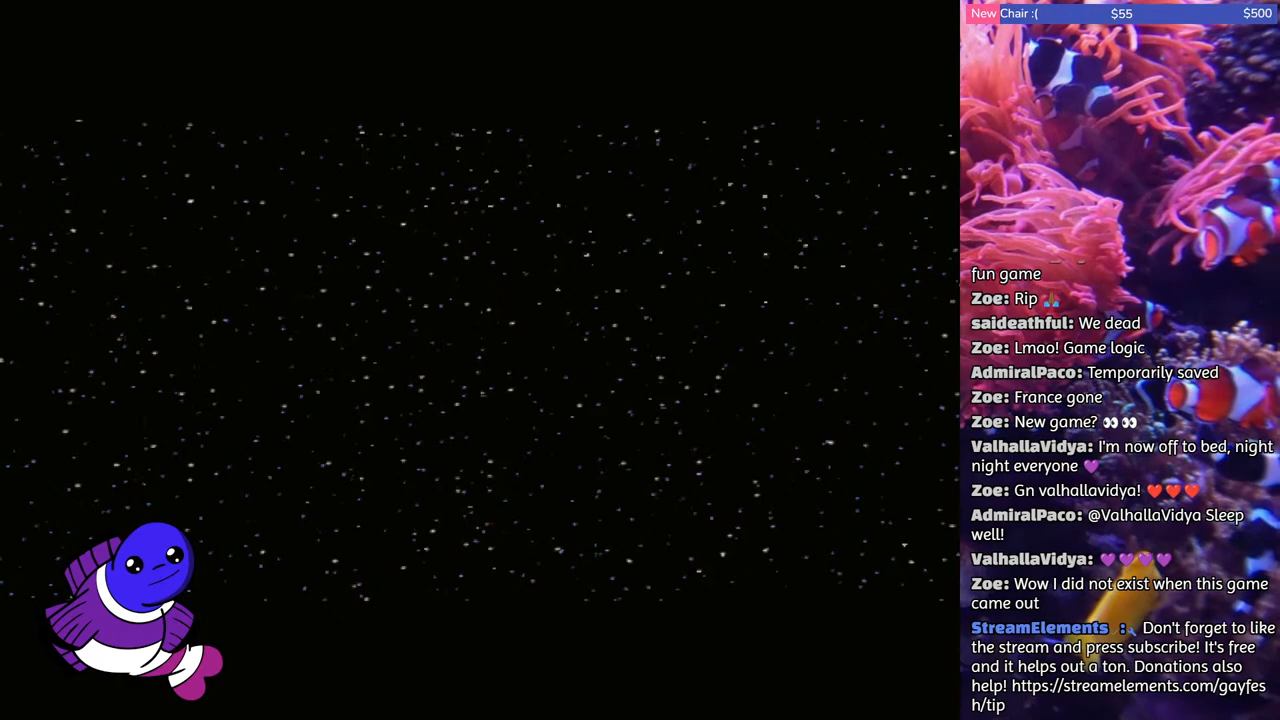 New Chair :( $55 $500
fun game
Zoe: Rip 🙏🏾
saideathful: We dead
Zoe: Lmao! Game logic
AdmiralPaco: Temporarily saved
Zoe: France gone
Zoe: New game? 👀👀
ValhallaVidya: I'm now off to bed, night
night everyone 💜
Zoe: Gn valhallavidya! ❤️❤️❤️
AdmiralPaco: @ValhallaVidya Sleep
well!
ValhallaVidya: 💜💜💜💜
Zoe: Wow I did not exist when this game
came out
StreamElements : Don't forget to like
the stream and press subscribe! It's free
and it helps out a ton. Donations also
help! https://streamelements.com/gayfes
h/tip